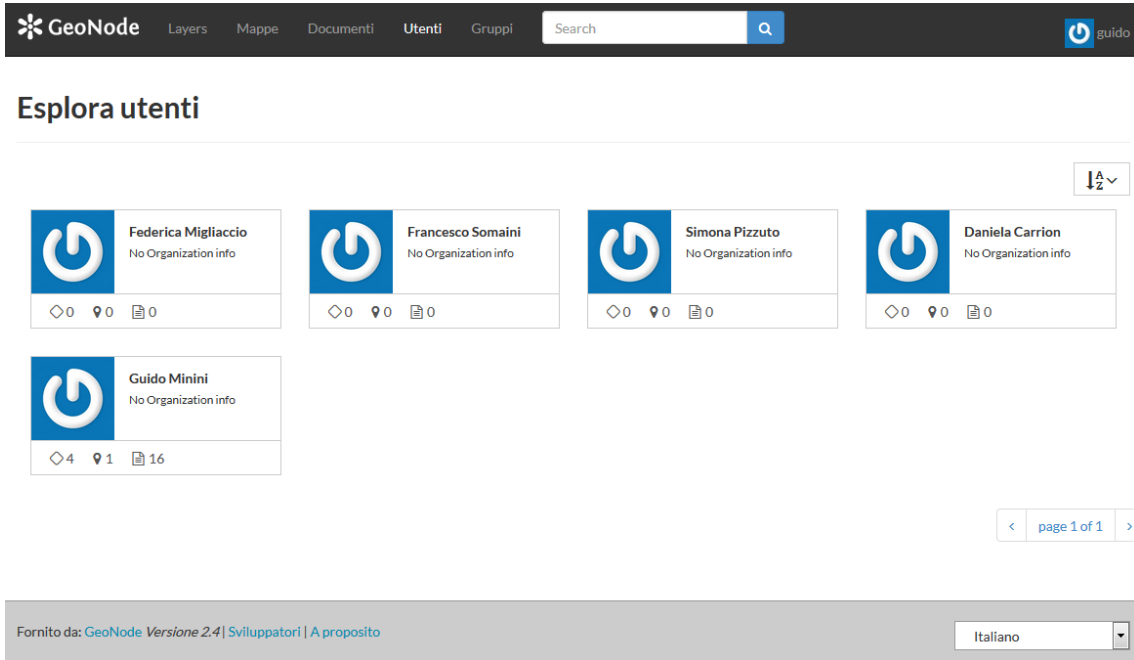 GeoNode Layers Mappe Documenti Utenti Gruppi Search guido
Esplora utenti
A
Z
Federica Migliaccio
No Organization info
0 0 0
Francesco Somaini
No Organization info
0 0 0
Simona Pizzuto
No Organization info
0 0 0
Daniela Carrion
No Organization info
0 0 0
Guido Minini
No Organization info
4 1 16
< page 1 of 1 >
Fornito da: GeoNode Versione 2.4 | Sviluppatori | A proposito
Italiano